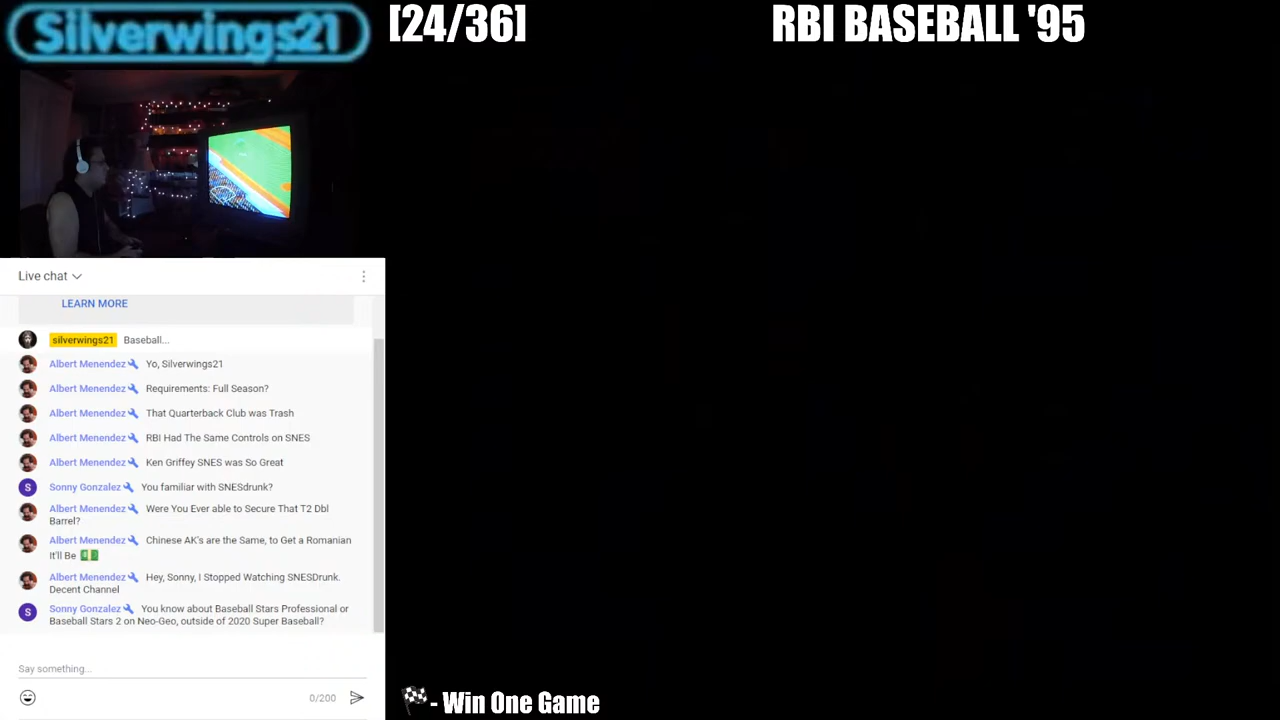 Silverwings21
[24/36]
RBI BASEBALL '95
Live chat
LEARN MORE
silverwings21 Baseball...
Albert Menendez Yo, Silverwings21
Albert Menendez Requirements: Full Season?
Albert Menendez That Quarterback Club was Trash
Albert Menendez RBI Had The Same Controls on SNES
Albert Menendez Ken Griffey SNES was So Great
S Sonny Gonzalez You familiar with SNESdrunk?
Albert Menendez Were You Ever able to Secure That T2 Dbl
Barrel?
Albert Menendez Chinese AK's are the Same, to Get a Romanian
It'll Be
Albert Menendez Hey, Sonny, I Stopped Watching SNESDrunk.
Decent Channel
S Sonny Gonzalez You know about Baseball Stars Professional or
Baseball Stars 2 on Neo-Geo, outside of 2020 Super Baseball?
Say something...
0/200
- Win One Game